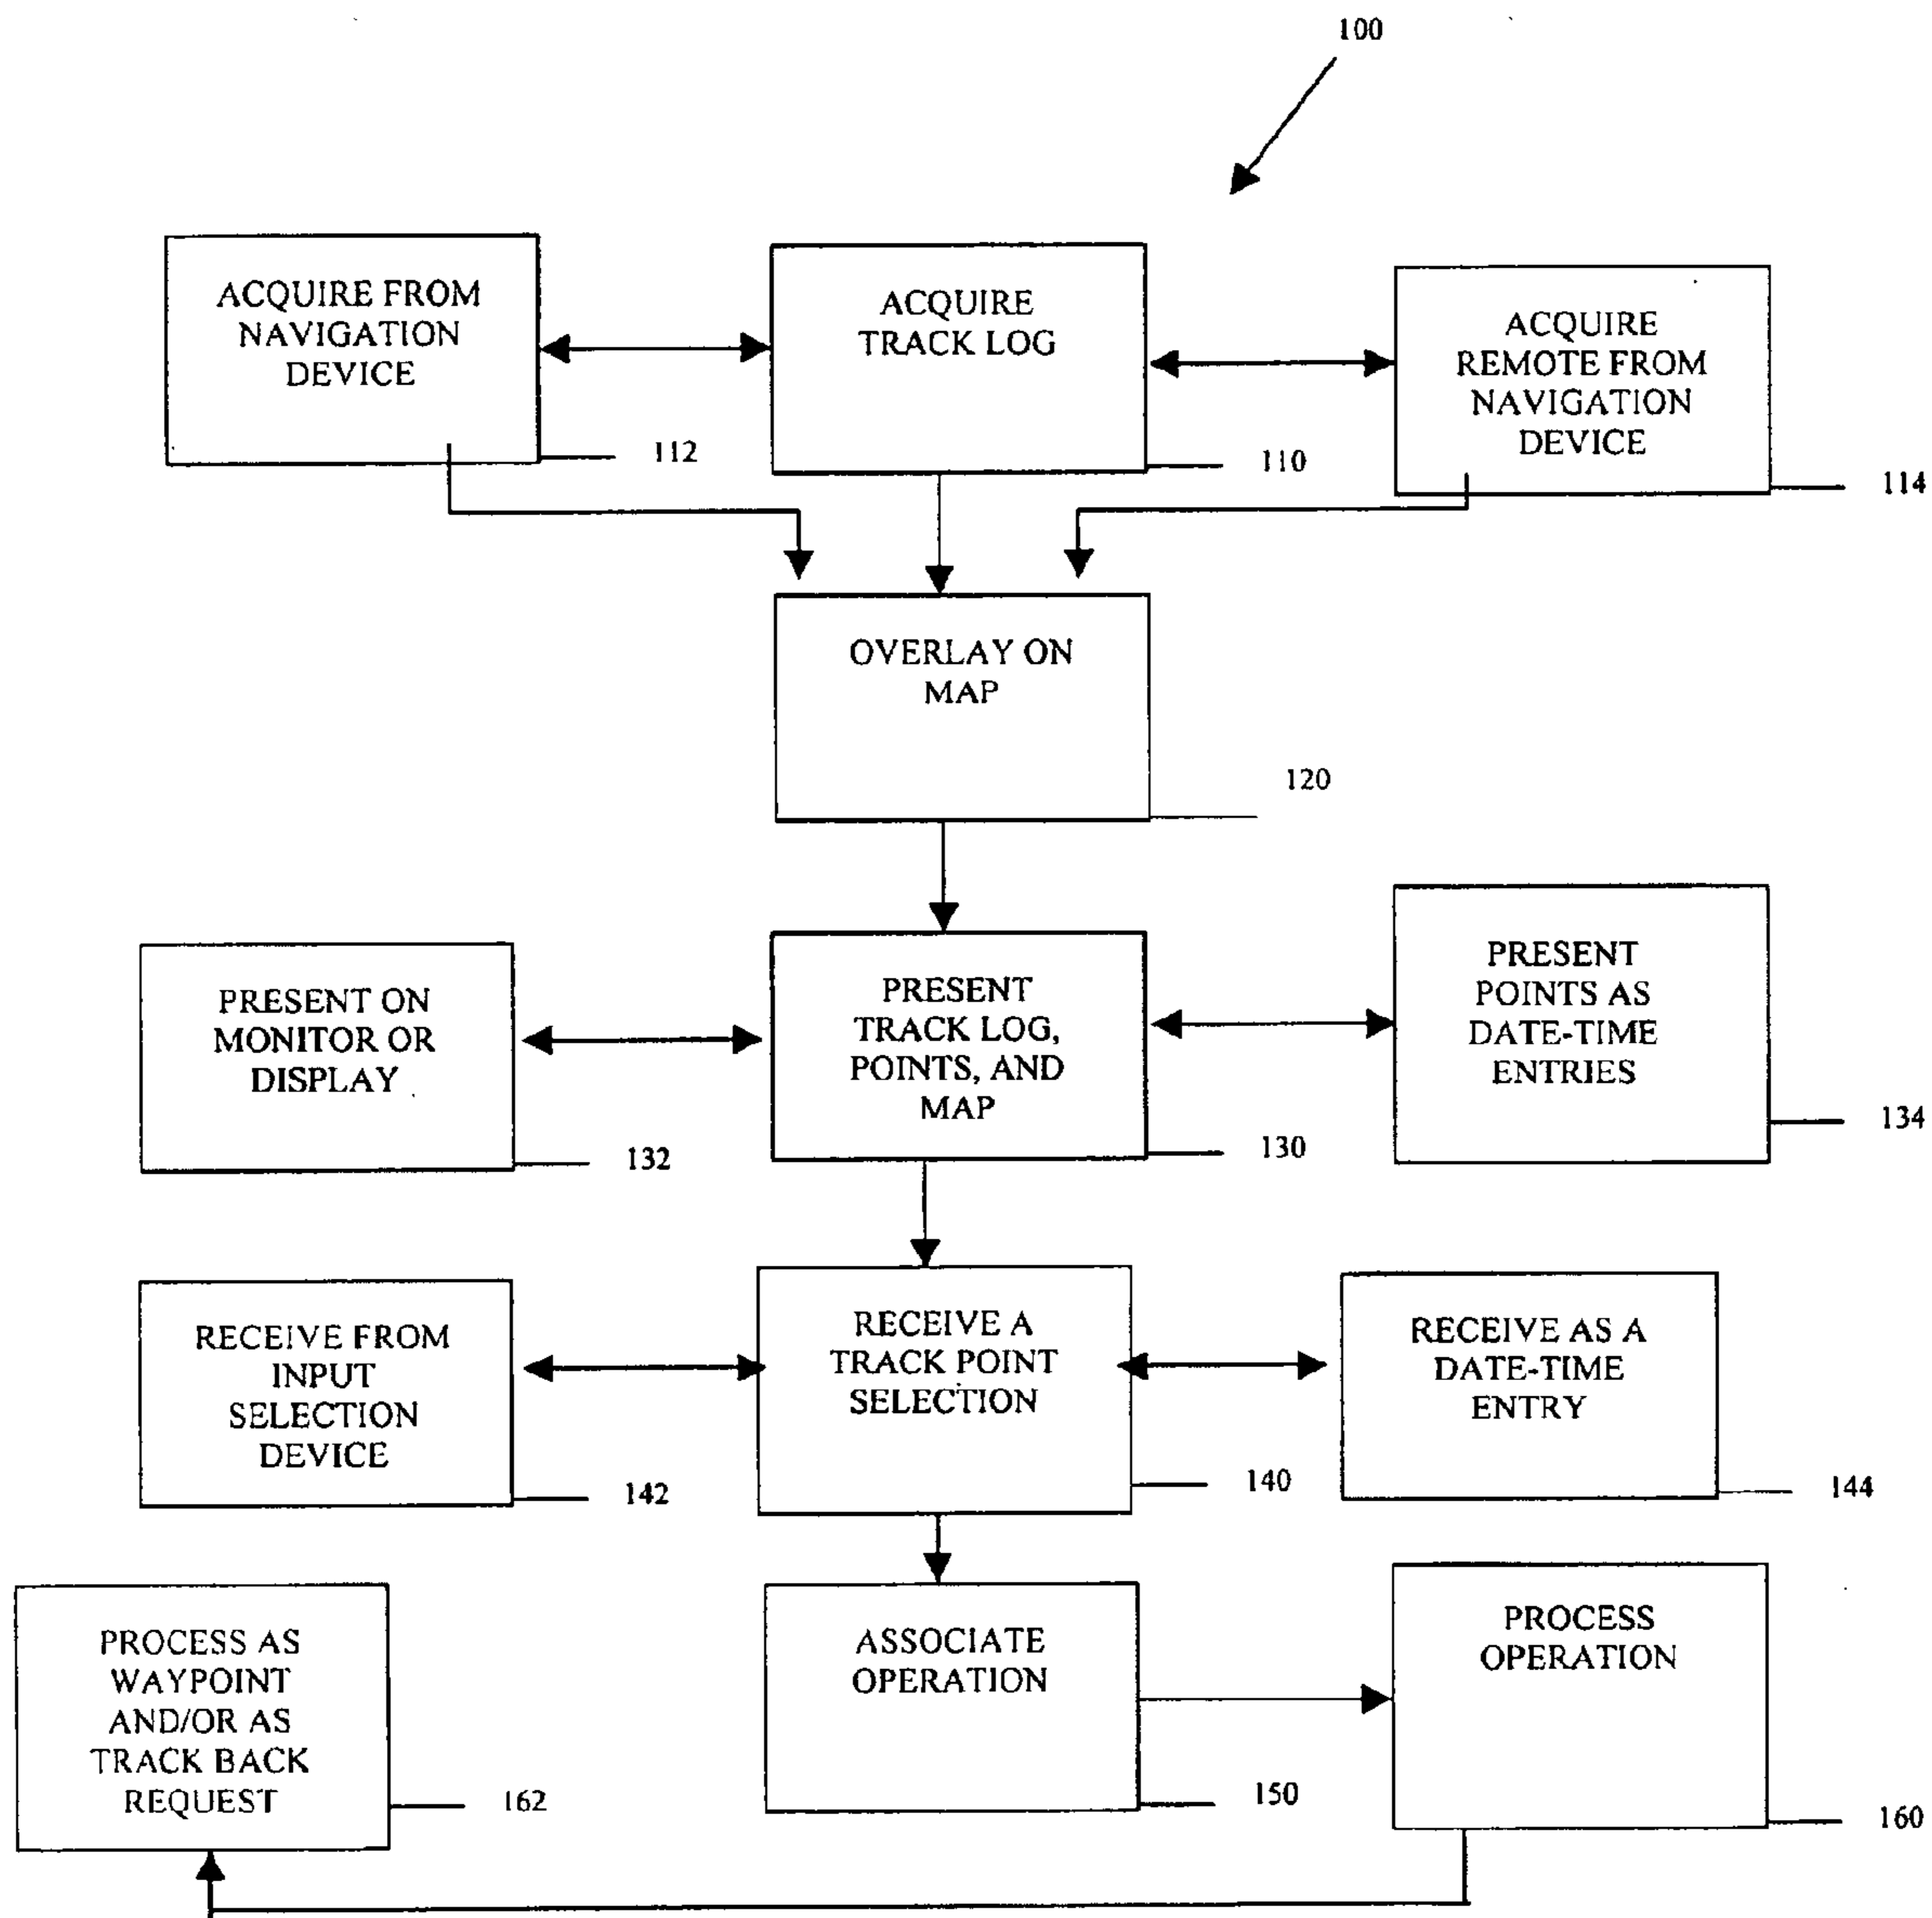 100
ACQUIRE FROM
NAVIGATION
DEVICE
112
ACQUIRE
TRACK LOG
110
ACQUIRE
REMOTE FROM
NAVIGATION
DEVICE
114
OVERLAY ON
MAP
120
PRESENT ON
MONITOR OR
DISPLAY
132
PRESENT
TRACK LOG,
POINTS, AND
MAP
130
PRESENT
POINTS AS
DATE-TIME
ENTRIES
134
RECEIVE FROM
INPUT
SELECTION
DEVICE
142
RECEIVE A
TRACK POINT
SELECTION
140
RECEIVE AS A
DATE-TIME
ENTRY
144
PROCESS AS
WAYPOINT
AND/OR AS
TRACK BACK
REQUEST
162
ASSOCIATE
OPERATION
150
PROCESS
OPERATION
160